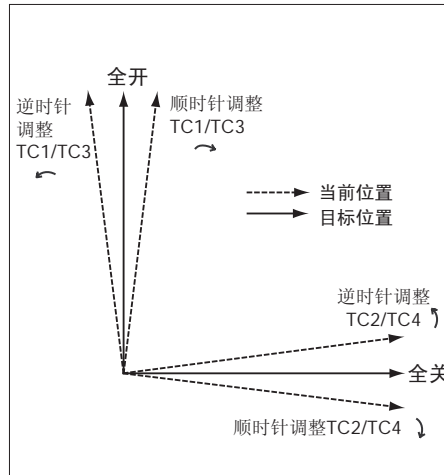 全开
逆时针
调整
TC1/TC3
顺时针调整
TC1/TC3
当前位置
目标位置
逆时针调整
TC2/TC4
全关
顺时针调整TC2/TC4